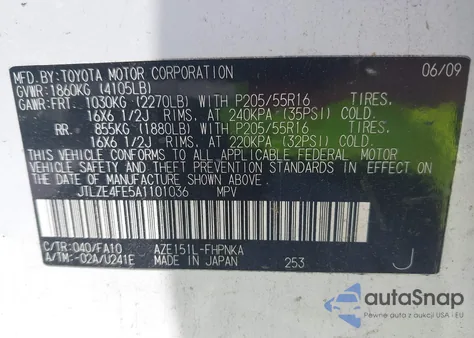 MFD.BY:TOYOTA MOTOR CORPORATION 06/09
GVWR:1860KG (4105LB)
GAWR:FRT. 1030KG (2270LB) WITH P205/55R16 TIRES,
16X6 1/2J RIMS, AT 240KPA (35PSI) COLD.
RR. 855KG (1880LB) WITH P205/55R16 TIRES,
16X6 1/2J RIMS, AT 220KPA (32PSI) COLD.
THIS VEHICLE CONFORMS TO ALL APPLICABLE FEDERAL MOTOR
VEHICLE SAFETY AND THEFT PREVENTION STANDARDS IN EFFECT ON
THE DATE OF MANUFACTURE SHOWN ABOVE.
JTLZE4FE5A1101036 MPV
C/TR:040/FA10 AZE151L-FHPNKA
A/TM:-02A/U241E MADE IN JAPAN 253 J
autoSnap
Pewne auto z USA i UE